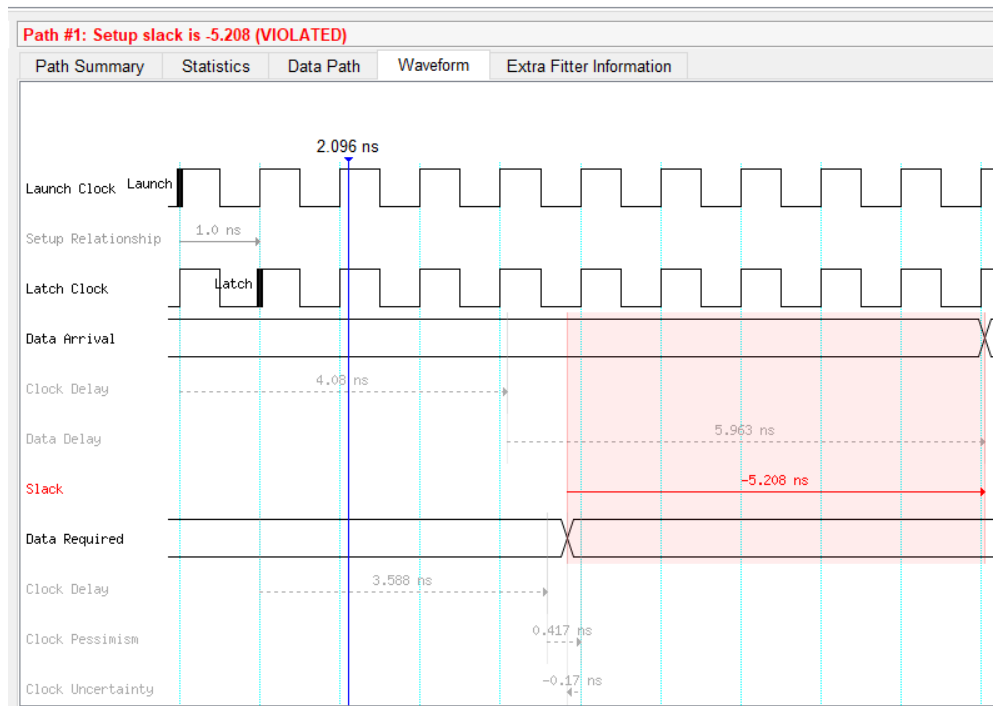 Path #1: Setup slack is -5.208 (VIOLATED)
Path Summary Statistics Data Path Waveform Extra Fitter Information
2.096 ns
Launch Clock Launch
Setup Relationship 1.0 ns
Latch Clock Latch
Data Arrival
Clock Delay 4.08 ns
Data Delay 5.963 ns
Slack -5.208 ns
Data Required
Clock Delay 3.588 ns
Clock Pessimism 0.417 ns
Clock Uncertainty -0.17 ns